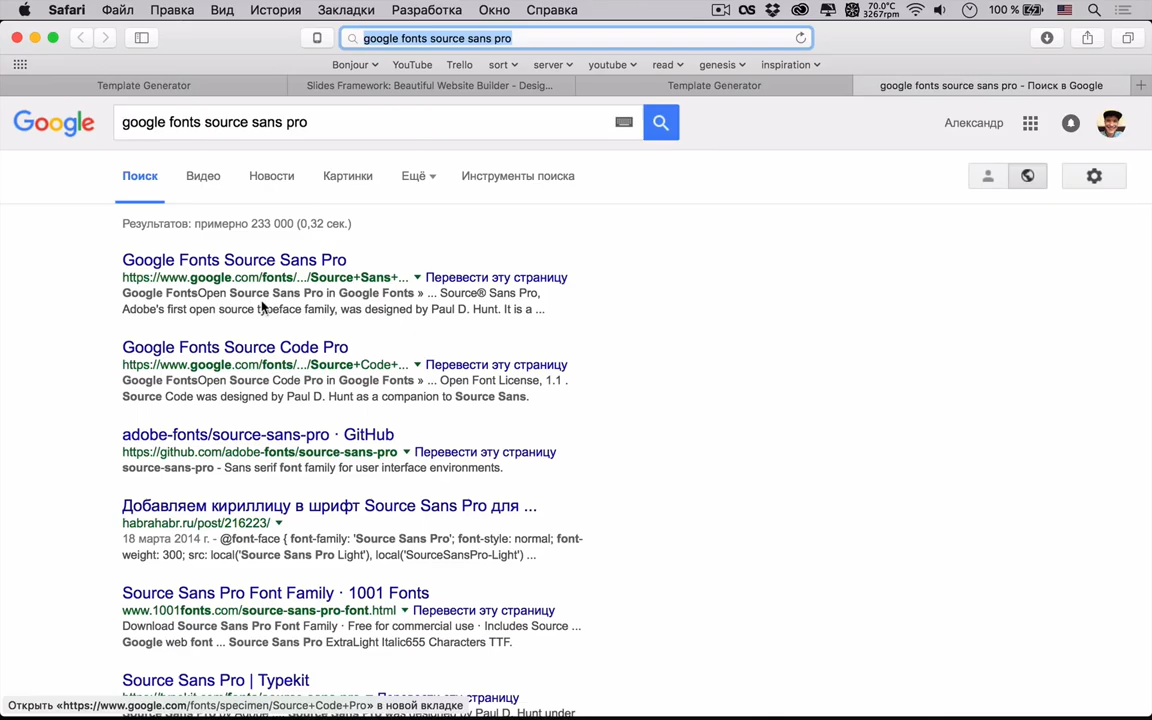 Safari Файл Правка Вид История Закладки Разработка Окно Справка 70.0°C 3267rpm 100 %
google fonts source sans pro
Bonjour YouTube Trello sort server youtube read genesis inspiration
Template Generator Slides Framework: Beautiful Website Builder - Desig... Template Generator google fonts source sans pro - Поиск в Google
Google google fonts source sans pro Александр
Поиск Видео Новости Картинки Ещё Инструменты поиска
Результатов: примерно 233 000 (0,32 сек.)
Google Fonts Source Sans Pro
https://www.google.com/fonts/.../Source+Sans+... Перевести эту страницу
Google FontsOpen Source Sans Pro in Google Fonts » ... Source® Sans Pro,
Adobe's first open source typeface family, was designed by Paul D. Hunt. It is a ...
Google Fonts Source Code Pro
https://www.google.com/fonts/.../Source+Code+... Перевести эту страницу
Google FontsOpen Source Code Pro in Google Fonts » ... Open Font License, 1.1 .
Source Code was designed by Paul D. Hunt as a companion to Source Sans.
adobe-fonts/source-sans-pro · GitHub
https://github.com/adobe-fonts/source-sans-pro Перевести эту страницу
source-sans-pro - Sans serif font family for user interface environments.
Добавляем кириллицу в шрифт Source Sans Pro для ...
habrahabr.ru/post/216223/
18 марта 2014 г. - @font-face { font-family: 'Source Sans Pro'; font-style: normal; font-
weight: 300; src: local('Source Sans Pro Light'), local('SourceSansPro-Light') ...
Source Sans Pro Font Family · 1001 Fonts
www.1001fonts.com/source-sans-pro-font.html Перевести эту страницу
Download Source Sans Pro Font Family · Free for commercial use · Includes Source ...
Google web font ... Source Sans Pro ExtraLight Italic655 Characters TTF.
Source Sans Pro | Typekit
Перевести эту страницу
Открыть «https://www.google.com/fonts/specimen/Source+Code+Pro» в новой вкладке